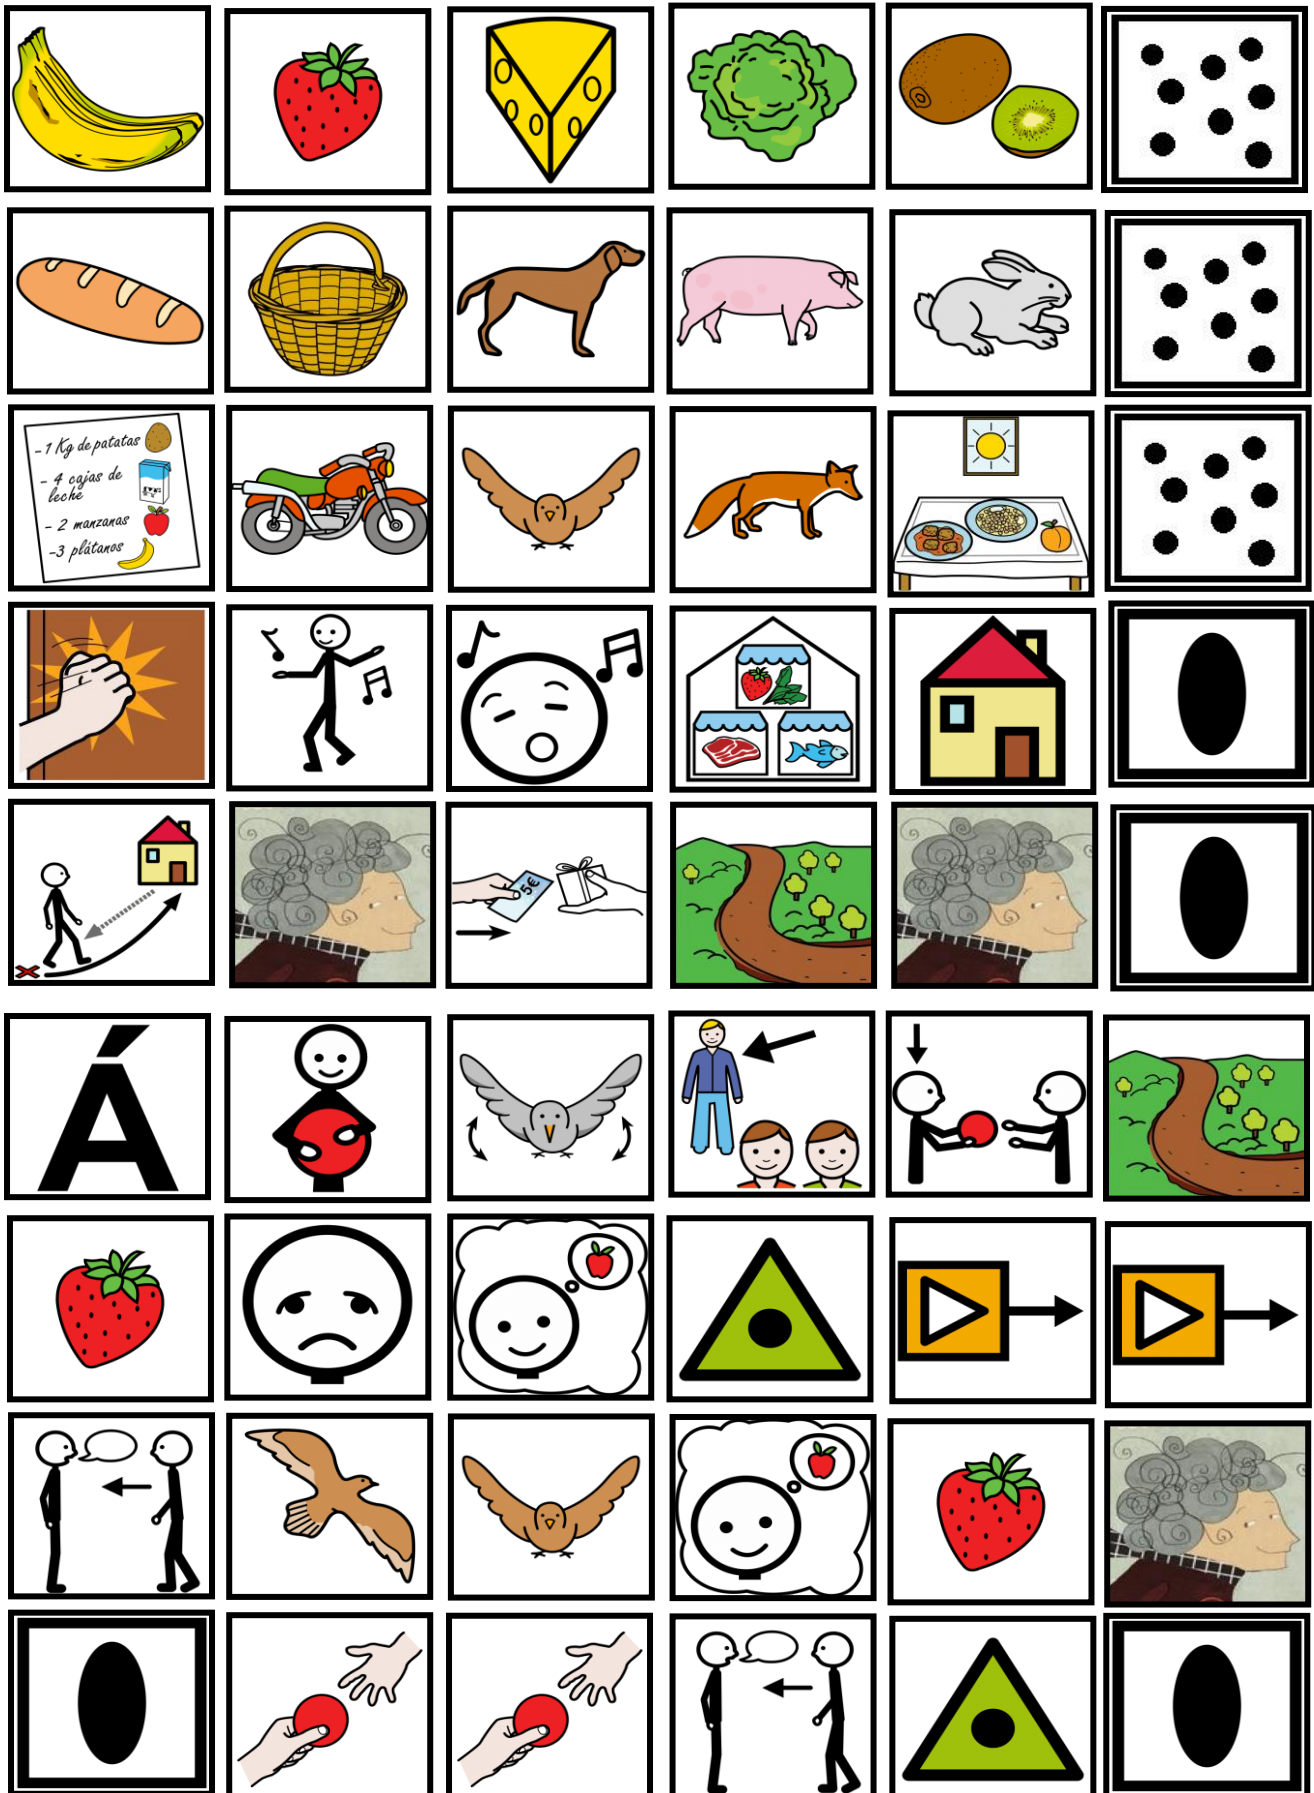 - 1 Kg de patatas
- 4 cajas de
leche
- 2 manzanas
- 3 plátanos
5€
Á